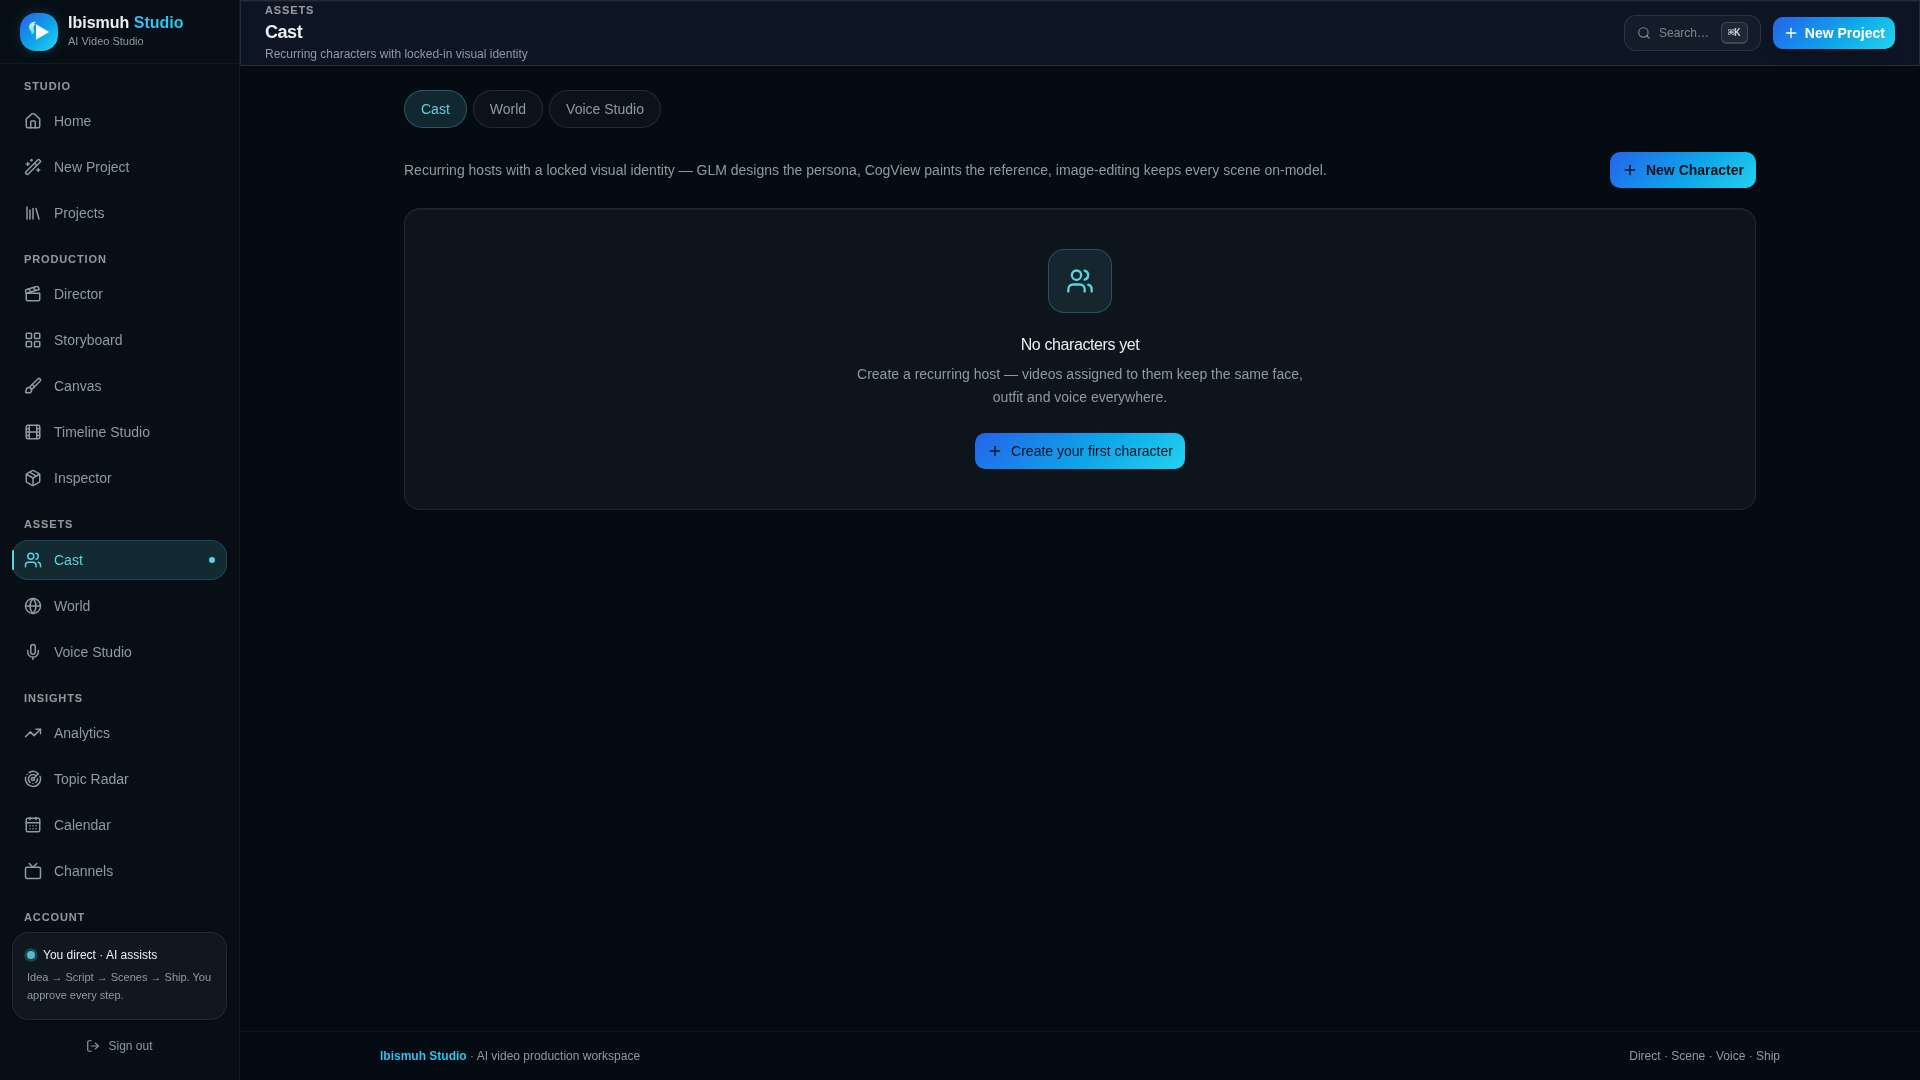 Ibismuh Studio
AI Video Studio
STUDIO
Home
New Project
Projects
PRODUCTION
Director
Storyboard
Canvas
Timeline Studio
Inspector
ASSETS
Cast
World
Voice Studio
INSIGHTS
Analytics
Topic Radar
Calendar
Channels
ACCOUNT
You direct · AI assists
Idea → Script → Scenes → Ship. You
approve every step.
Sign out
ASSETS
Cast
Recurring characters with locked-in visual identity
Search…
⌘K
New Project
Cast
World
Voice Studio
Recurring hosts with a locked visual identity — GLM designs the persona, CogView paints the reference, image-editing keeps every scene on-model.
New Character
No characters yet
Create a recurring host — videos assigned to them keep the same face,
outfit and voice everywhere.
Create your first character
Ibismuh Studio · AI video production workspace
Direct · Scene · Voice · Ship